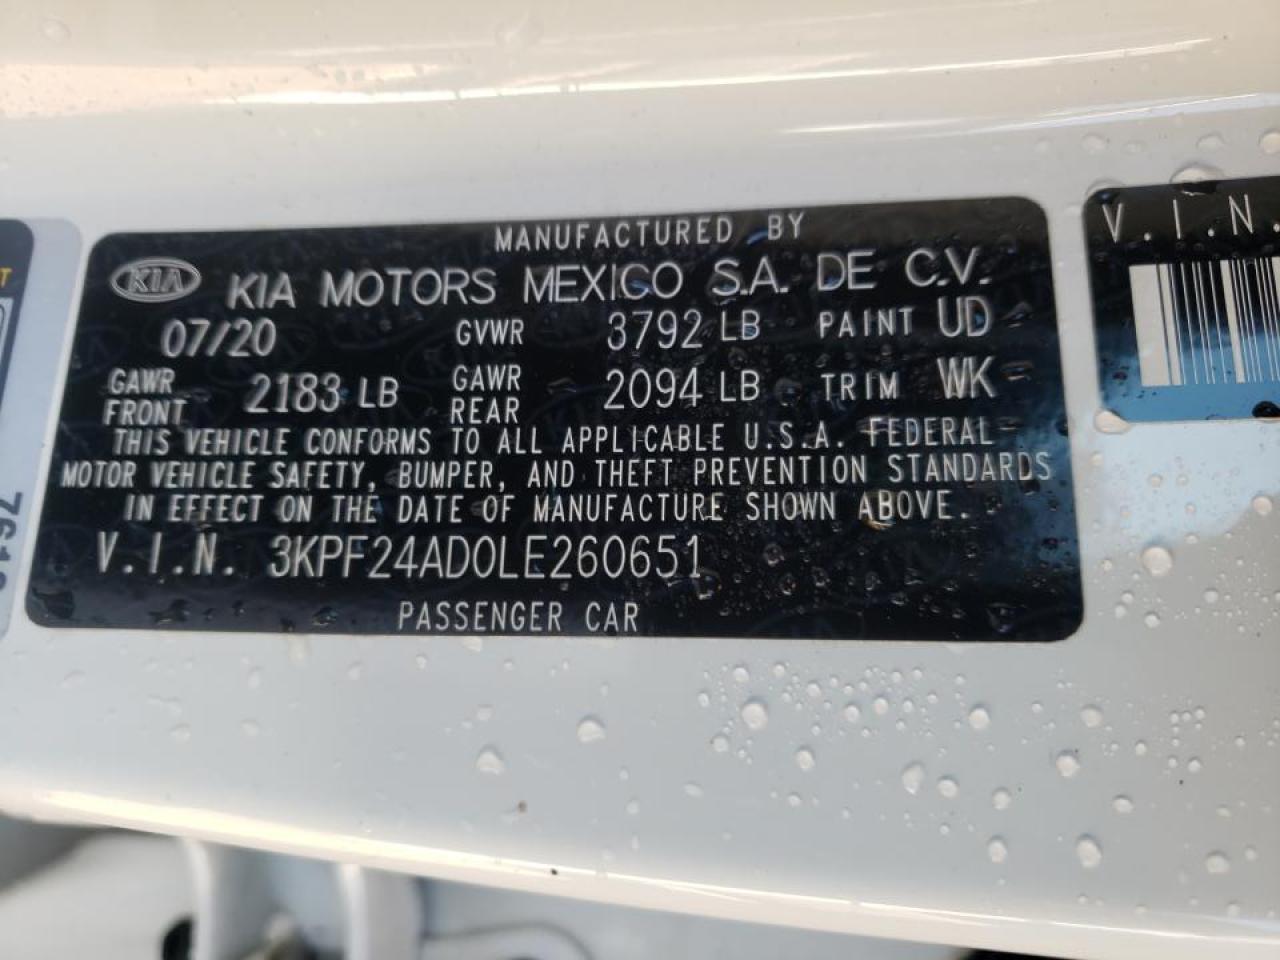 MANUFACTURED BY
KIA KIA MOTORS MEXICO S.A. DE C.V.
07/20 GVWR 3792 LB PAINT UD
GAWR FRONT 2183 LB GAWR REAR 2094 LB TRIM WK
THIS VEHICLE CONFORMS TO ALL APPLICABLE U.S.A. FEDERAL
MOTOR VEHICLE SAFETY, BUMPER, AND THEFT PREVENTION STANDARDS
IN EFFECT ON THE DATE OF MANUFACTURE SHOWN ABOVE.
V.I.N. 3KPF24AD0LE260651
PASSENGER CAR
V.I.N.